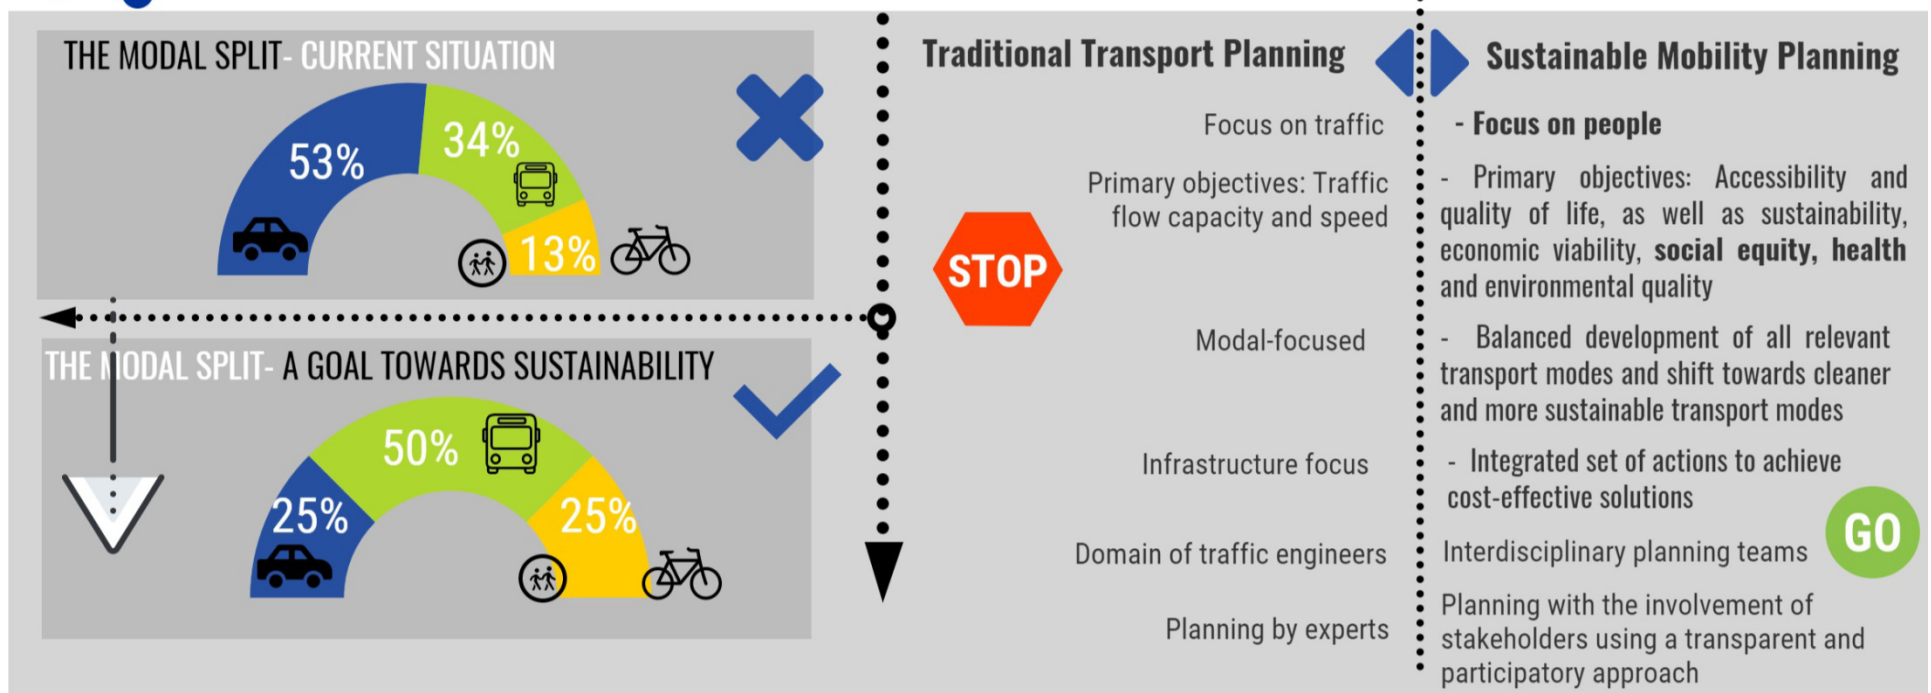 THE MODAL SPLIT- CURRENT SITUATION
53%
34%
13%
THE MODAL SPLIT- A GOAL TOWARDS SUSTAINABILITY
25%
50%
25%
Traditional Transport Planning
Focus on traffic
Primary objectives: Traffic
flow capacity and speed
STOP
Modal-focused
Infrastructure focus
Domain of traffic engineers
Planning by experts
Sustainable Mobility Planning
- Focus on people
- Primary objectives: Accessibility and
quality of life, as well as sustainability,
economic viability, social equity, health
and environmental quality
- Balanced development of all relevant
transport modes and shift towards cleaner
and more sustainable transport modes
- Integrated set of actions to achieve
cost-effective solutions
GO
Interdisciplinary planning teams
Planning with the involvement of
stakeholders using a transparent and
participatory approach